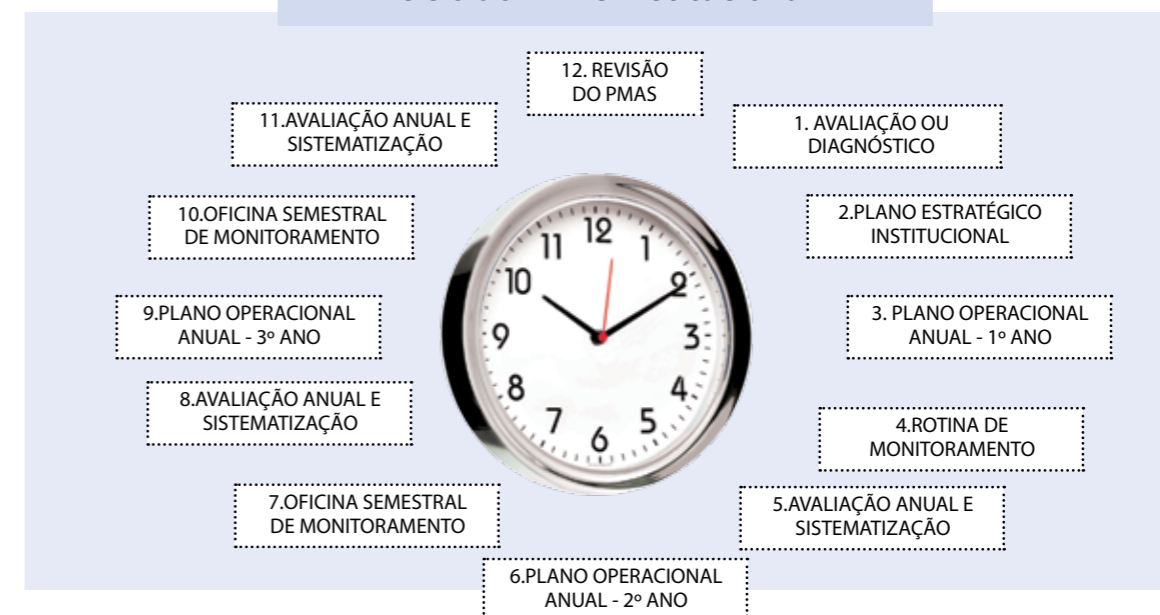 12. REVISÃO
DO PMAS
1. AVALIAÇÃO OU
DIAGNÓSTICO
2.PLANO ESTRATÉGICO
INSTITUCIONAL
3. PLANO OPERACIONAL
ANUAL - 1º ANO
4.ROTINA DE
MONITORAMENTO
5.AVALIAÇÃO ANUAL E
SISTEMATIZAÇÃO
6.PLANO OPERACIONAL
ANUAL - 2º ANO
7.OFICINA SEMESTRAL
DE MONITORAMENTO
8.AVALIAÇÃO ANUAL E
SISTEMATIZAÇÃO
9.PLANO OPERACIONAL
ANUAL - 3º ANO
10.OFICINA SEMESTRAL
DE MONITORAMENTO
11.AVALIAÇÃO ANUAL E
SISTEMATIZAÇÃO
12
1
2
3
4
5
6
7
8
9
10
11